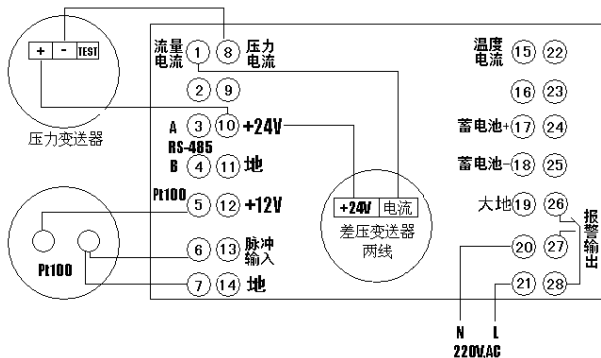 + - TEST
压力变送器
流量
电流
1 8
压力
电流
2 9
A 3 10 +24V
RS-485
B 4 11 地
Pt100
5 12 +12V
6 13
脉冲
输入
7 14 地
Pt100
+24V 电流
差压变送器
两线
温度
电流
15 22
16 23
蓄电池+ 17 24
蓄电池- 18 25
大地 19 26
20 27
21 28
报警输出
N L
220V.AC